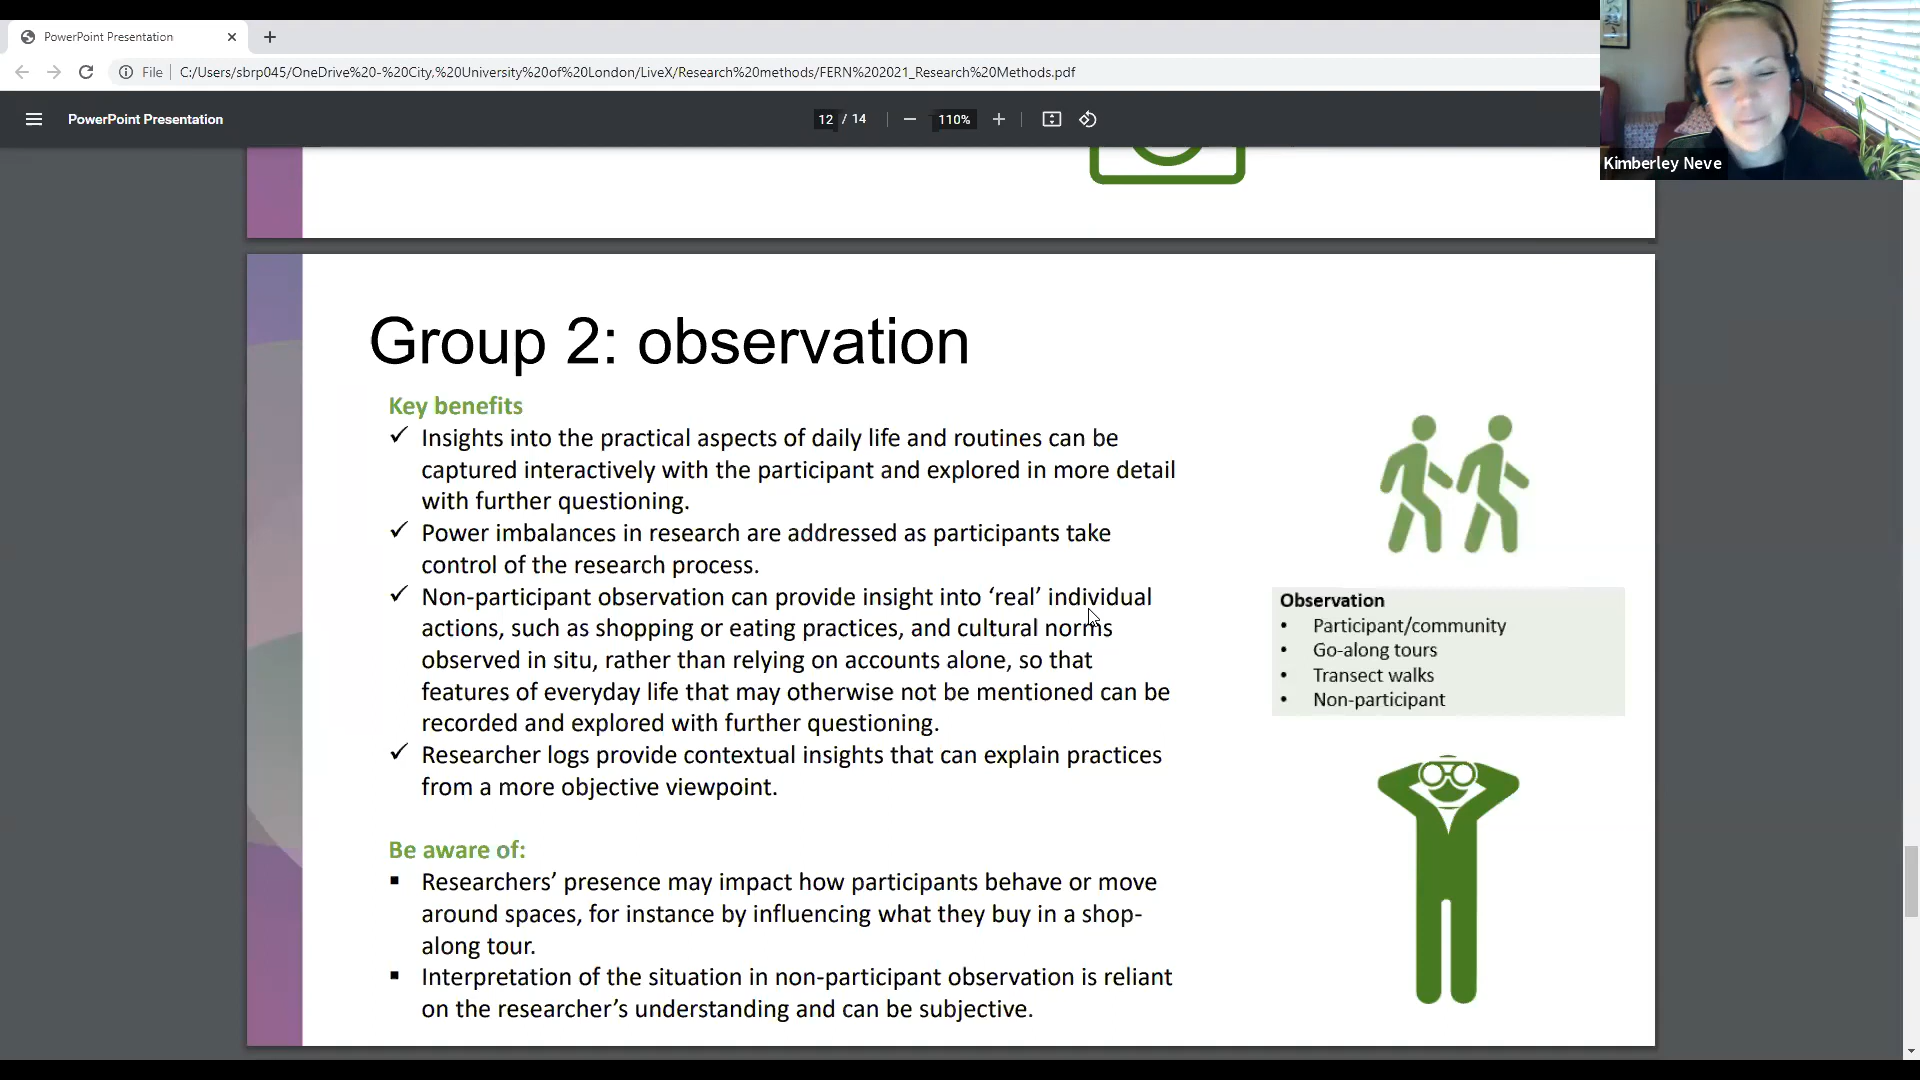 PowerPoint Presentation
File
C:/Users/sbrp045/OneDrive%20-%20City,%20University%20of%20London/LiveX/Research%20methods/FERN%202021_Research%20Methods.pdf
PowerPoint Presentation
12 / 14
110%
Kimberley Neve
Group 2: observation
Key benefits
✓ Insights into the practical aspects of daily life and routines can be
captured interactively with the participant and explored in more detail
with further questioning.
✓ Power imbalances in research are addressed as participants take
control of the research process.
✓ Non-participant observation can provide insight into ‘real’ individual
actions, such as shopping or eating practices, and cultural norms
observed in situ, rather than relying on accounts alone, so that
features of everyday life that may otherwise not be mentioned can be
recorded and explored with further questioning.
✓ Researcher logs provide contextual insights that can explain practices
from a more objective viewpoint.
Be aware of:
▪ Researchers’ presence may impact how participants behave or move
around spaces, for instance by influencing what they buy in a shop-
along tour.
▪ Interpretation of the situation in non-participant observation is reliant
on the researcher’s understanding and can be subjective.
Observation
• Participant/community
• Go-along tours
• Transect walks
• Non-participant